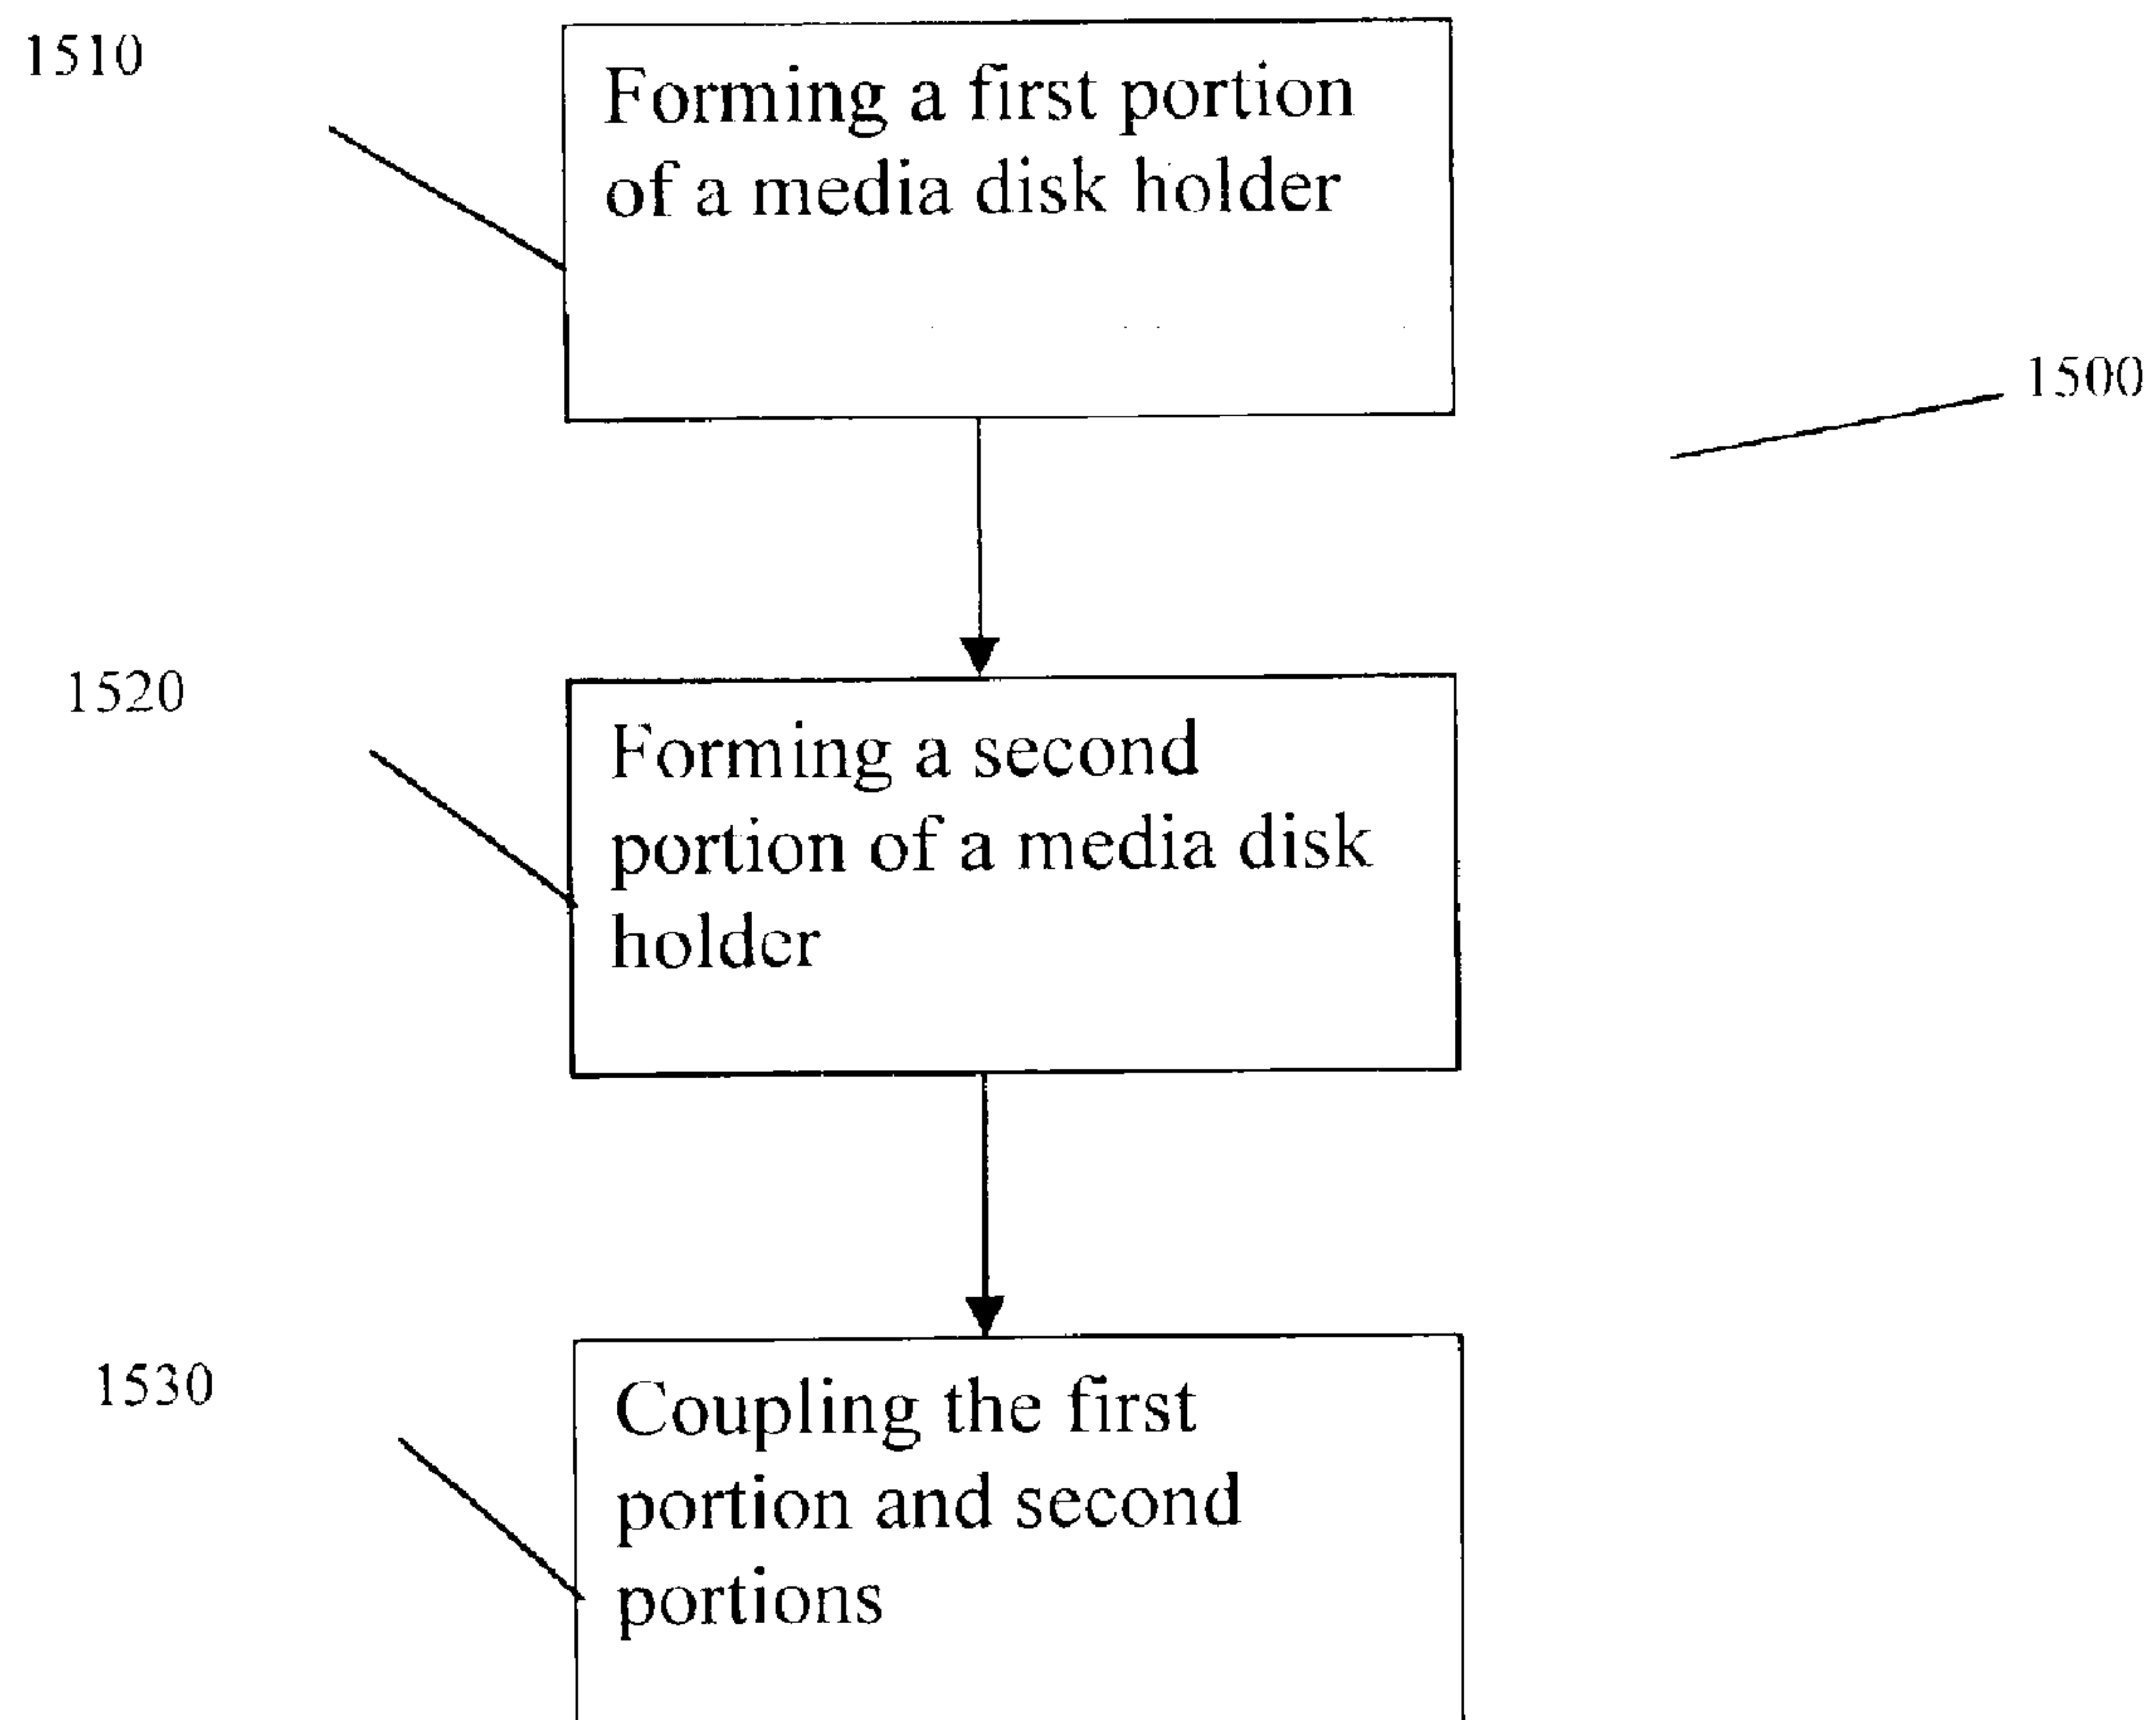 1510
Forming a first portion
of a media disk holder
1500
1520
Forming a second
portion of a media disk
holder
1530
Coupling the first
portion and second
portions